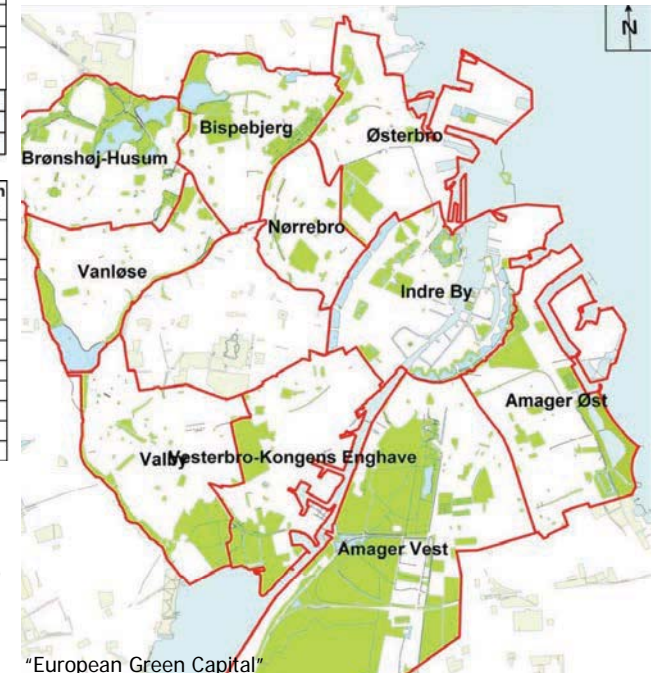 N
Bispebjerg
Østerbro
Brønshøj-Husum
Nørrebro
Vanløse
Indre By
Amager Øst
Valby
Vesterbro-Kongens Enghave
Amager Vest
"European Green Capital"